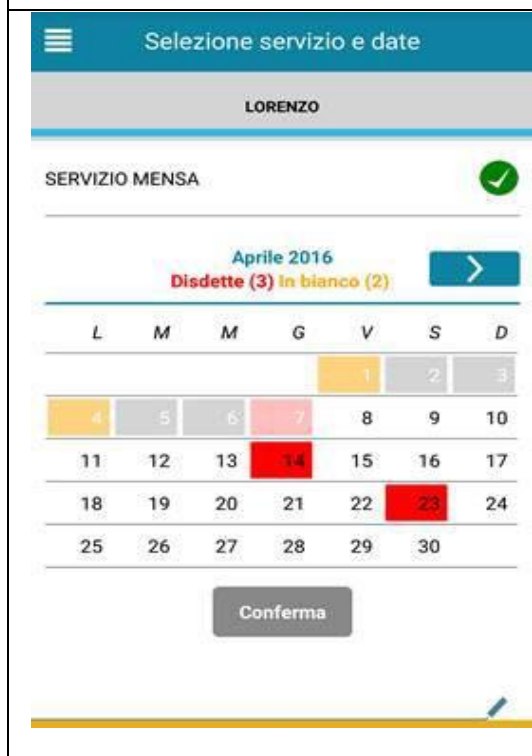 Selezione servizio e date
LORENZO
SERVIZIO MENSA
Aprile 2016
Disdette (3) In bianco (2)
L M M G V S D
1 2 3
4 5 6 7 8 9 10
11 12 13 14 15 16 17
18 19 20 21 22 23 24
25 26 27 28 29 30
Conferma